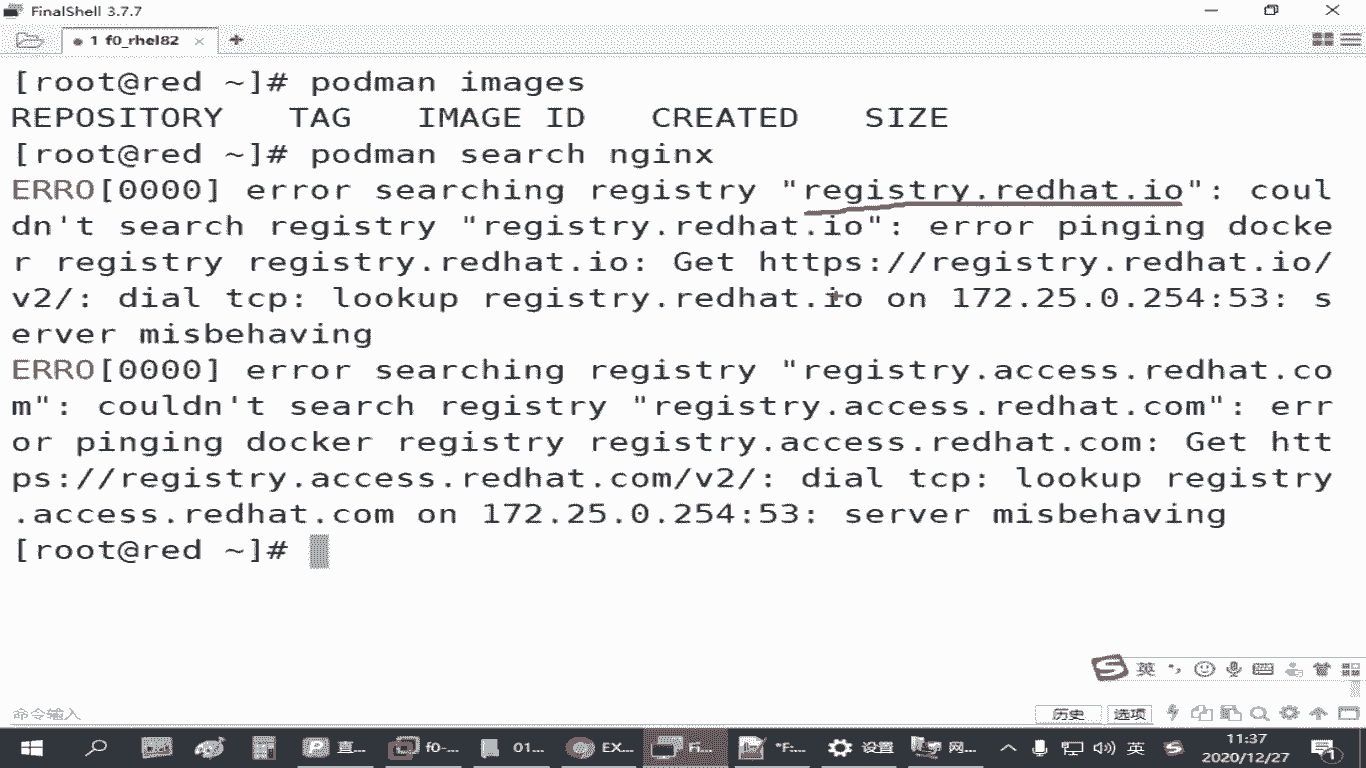 FinalShell 3.7.7
1 f0_rhel82
[root@red ~]# podman images
REPOSITORY TAG IMAGE ID CREATED SIZE
[root@red ~]# podman search nginx
ERRO[0000] error searching registry "registry.redhat.io": coul
dn't search registry "registry.redhat.io": error pinging docke
r registry registry.redhat.io: Get https://registry.redhat.io/
v2/: dial tcp: lookup registry.redhat.io on 172.25.0.254:53: s
erver misbehaving
ERRO[0000] error searching registry "registry.access.redhat.co
m": couldn't search registry "registry.access.redhat.com": err
or pinging docker registry registry.access.redhat.com: Get htt
ps://registry.access.redhat.com/v2/: dial tcp: lookup registry
.access.redhat.com on 172.25.0.254:53: server misbehaving
[root@red ~]#
英
命令输入 历史 选项
直... f0-... 01... EX... Fi... *F:... 设置 网... 英 11:37
2020/12/27